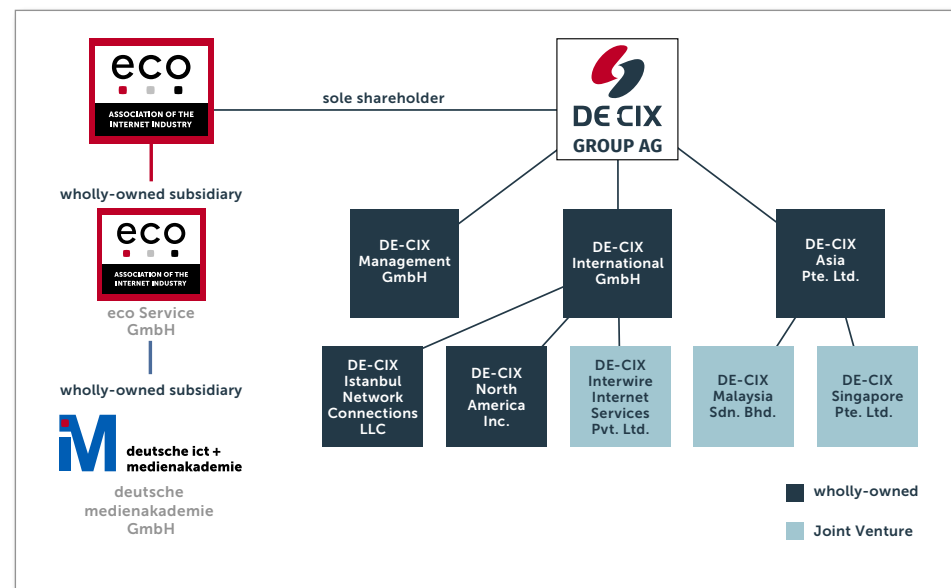 eco
ASSOCIATION OF THE
INTERNET INDUSTRY
sole shareholder
DE CIX
GROUP AG
wholly-owned subsidiary
eco
ASSOCIATION OF THE
INTERNET INDUSTRY
eco Service
GmbH
wholly-owned subsidiary
iM
deutsche ict +
medienakademie
deutsche
medienakademie
GmbH
DE-CIX
Management
GmbH
DE-CIX
International
GmbH
DE-CIX
Asia
Pte. Ltd.
DE-CIX
Istanbul
Network
Connections
LLC
DE-CIX
North
America
Inc.
DE-CIX
Interwire
Internet
Services
Pvt. Ltd.
DE-CIX
Malaysia
Sdn. Bhd.
DE-CIX
Singapore
Pte. Ltd.
wholly-owned
Joint Venture